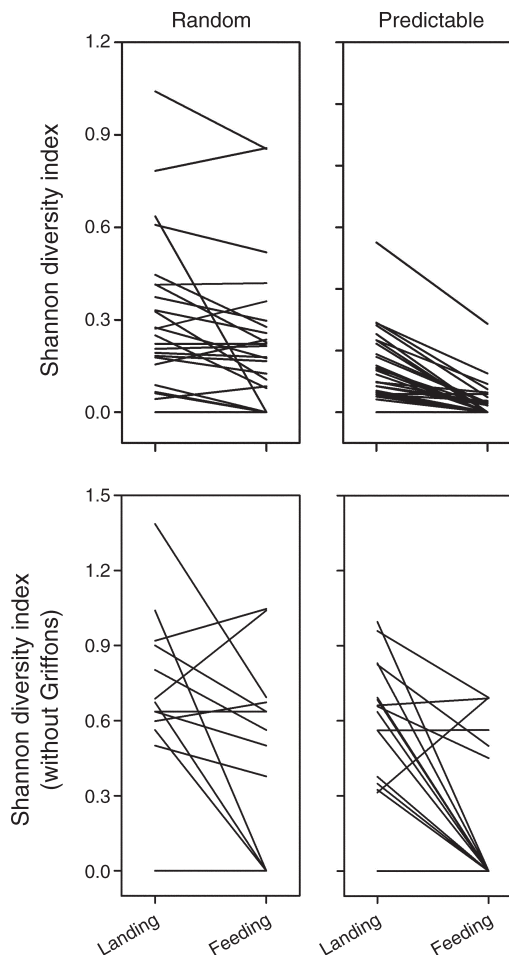 Random
Predictable
Shannon diversity index
1.2
0.9
0.6
0.3
0.0
Shannon diversity index
(without Griffons)
1.5
1.2
0.9
0.6
0.3
0.0
Landing
Feeding
Landing
Feeding